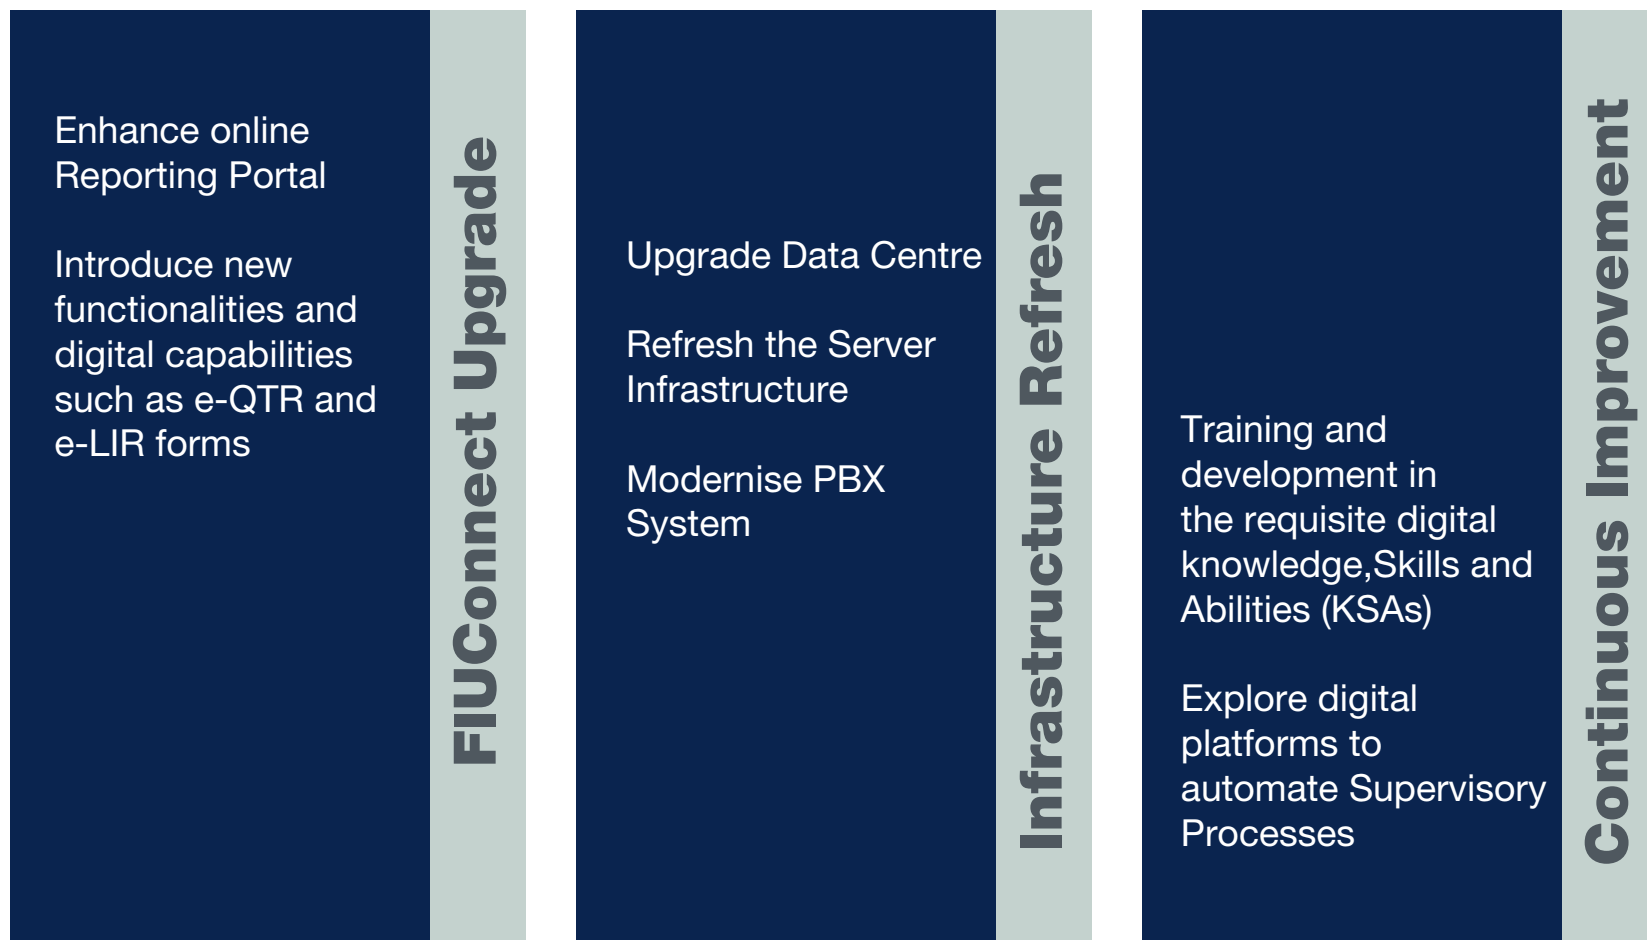 Enhance online
Reporting Portal
Introduce new
functionalities and
digital capabilities
such as e-QTR and
e-LIR forms
FIUConnect Upgrade
Upgrade Data Centre
Refresh the Server
Infrastructure
Modernise PBX
System
Infrastructure Refresh
Training and
development in
the requisite digital
knowledge,Skills and
Abilities (KSAs)
Explore digital
platforms to
automate Supervisory
Processes
Continuous Improvement